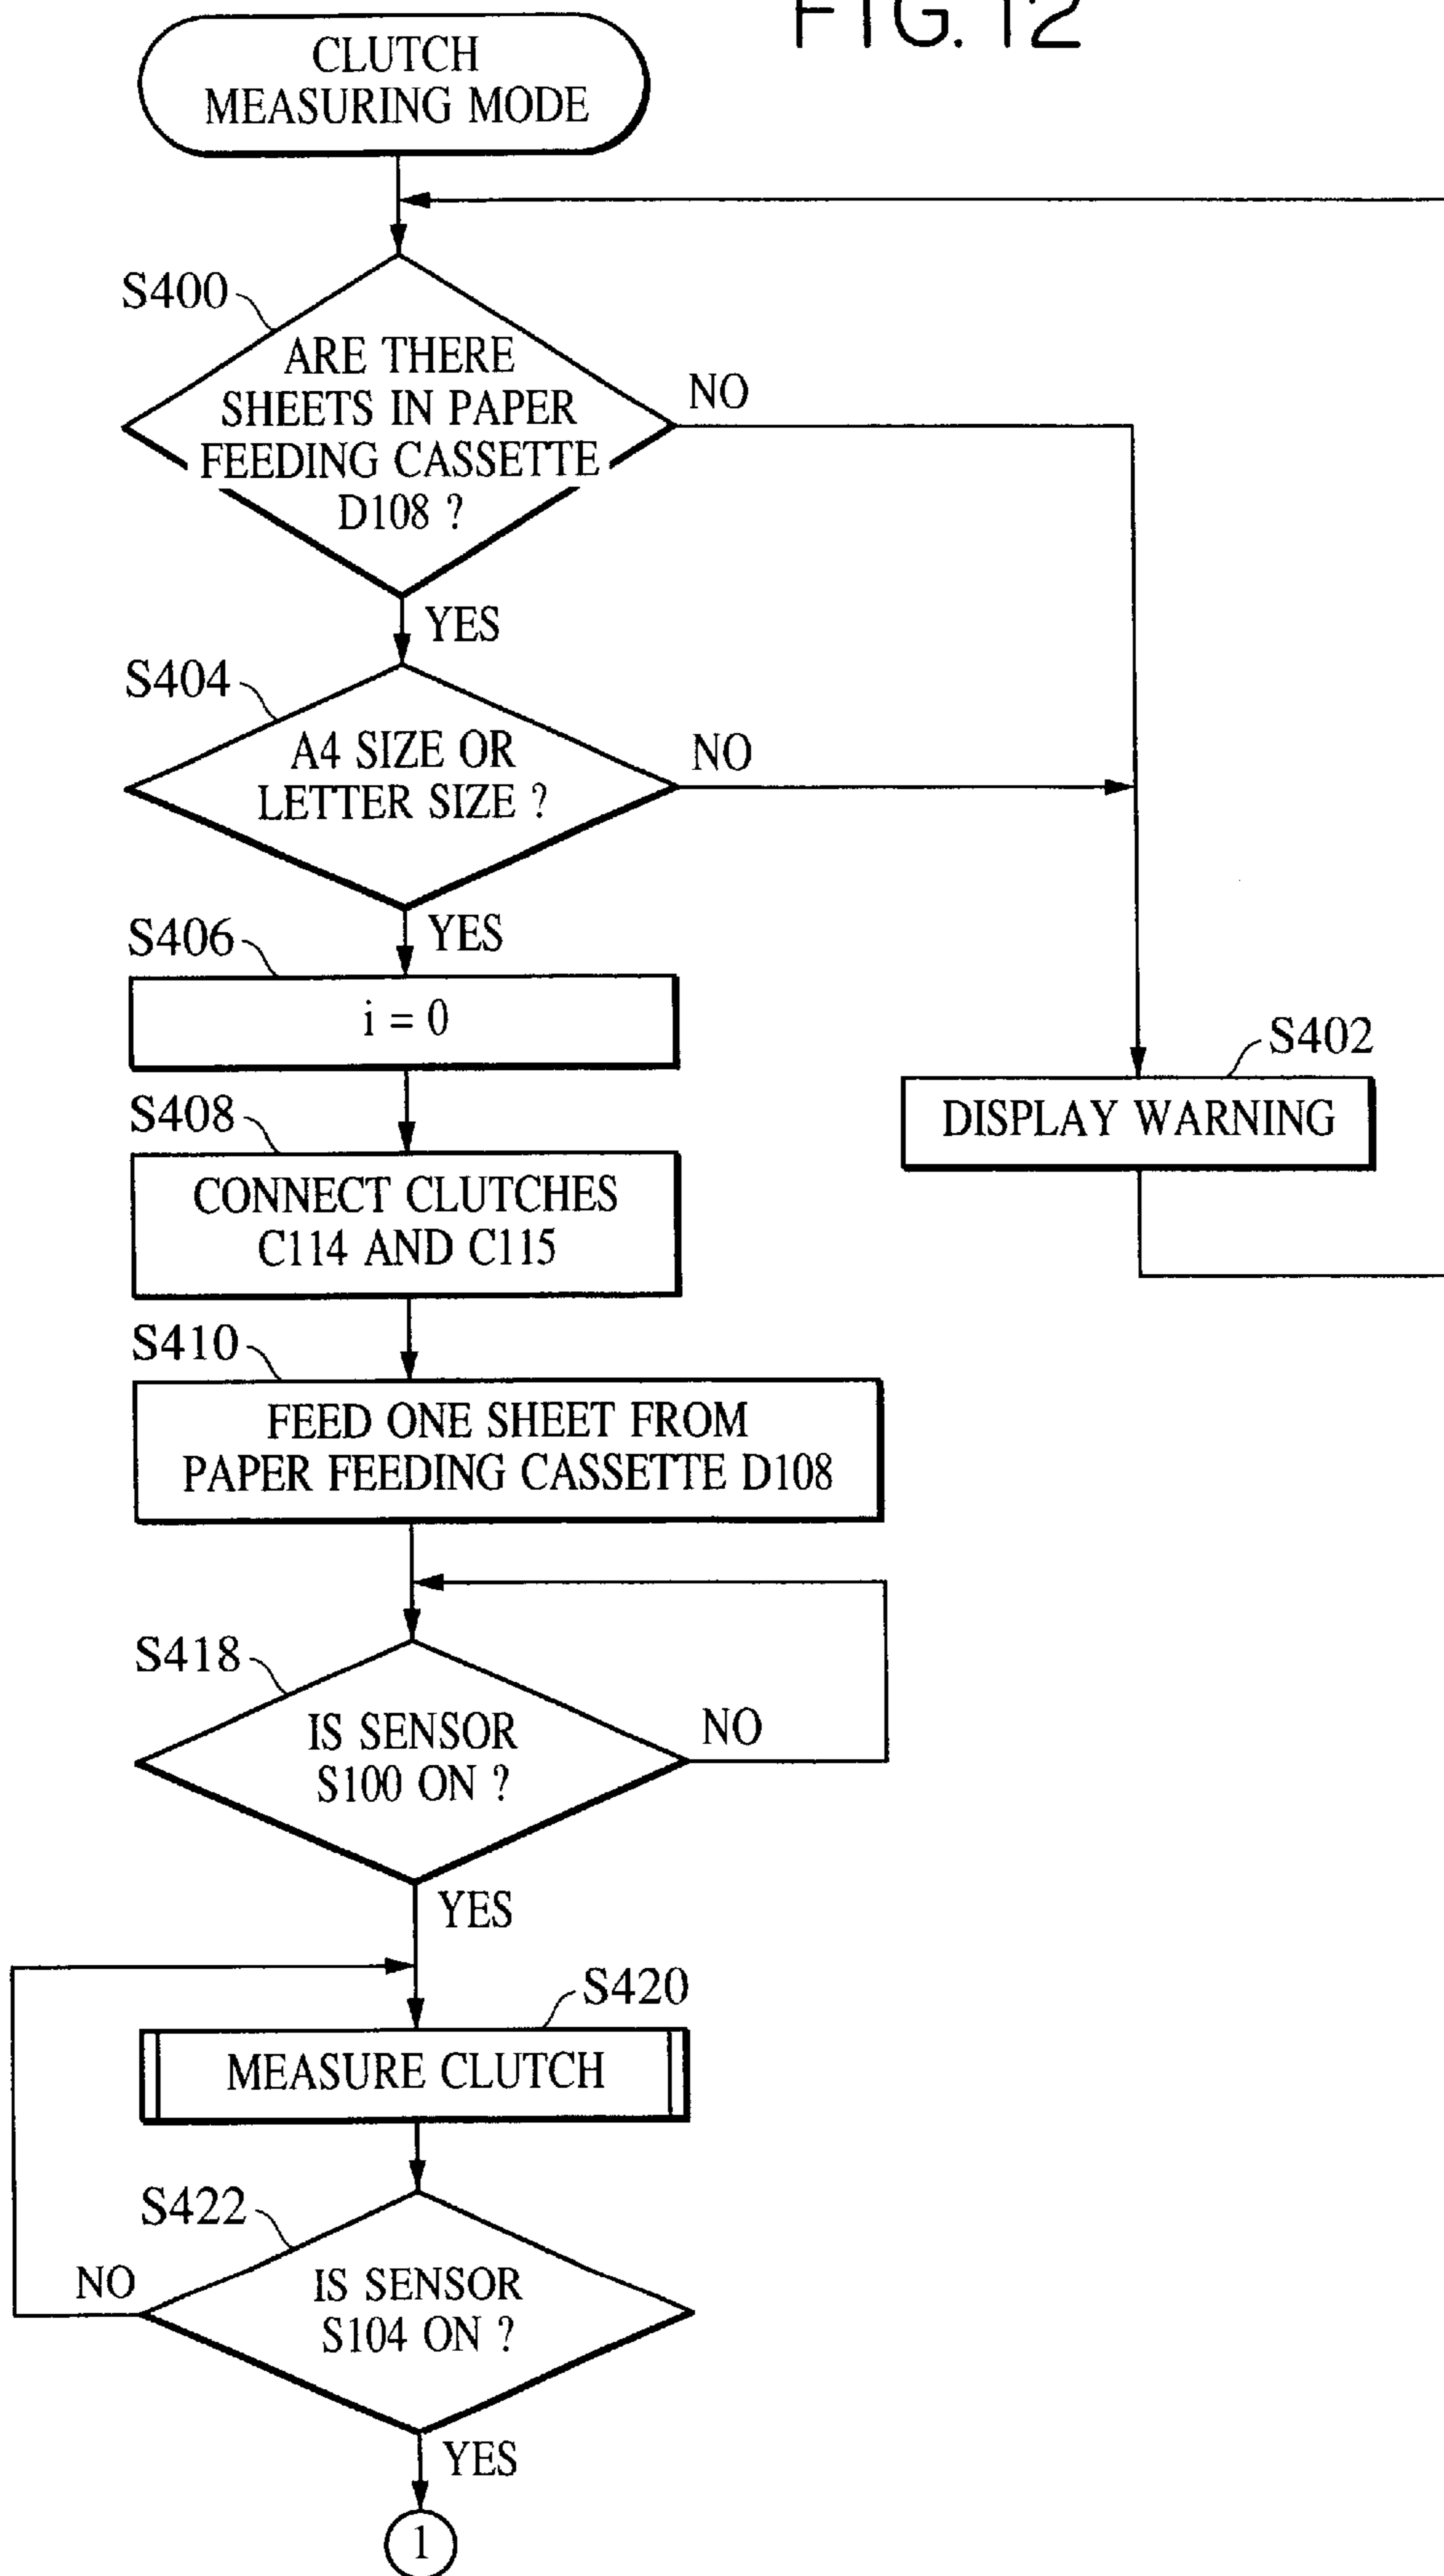 FIG. 12
CLUTCH
MEASURING MODE
S400
ARE THERE
SHEETS IN PAPER
FEEDING CASSETTE
D108 ?
NO
YES
S404
A4 SIZE OR
LETTER SIZE ?
NO
YES
S406
i = 0
S402
DISPLAY WARNING
S408
CONNECT CLUTCHES
C114 AND C115
S410
FEED ONE SHEET FROM
PAPER FEEDING CASSETTE D108
S418
IS SENSOR
S100 ON ?
NO
YES
S420
MEASURE CLUTCH
S422
IS SENSOR
S104 ON ?
NO
YES
1